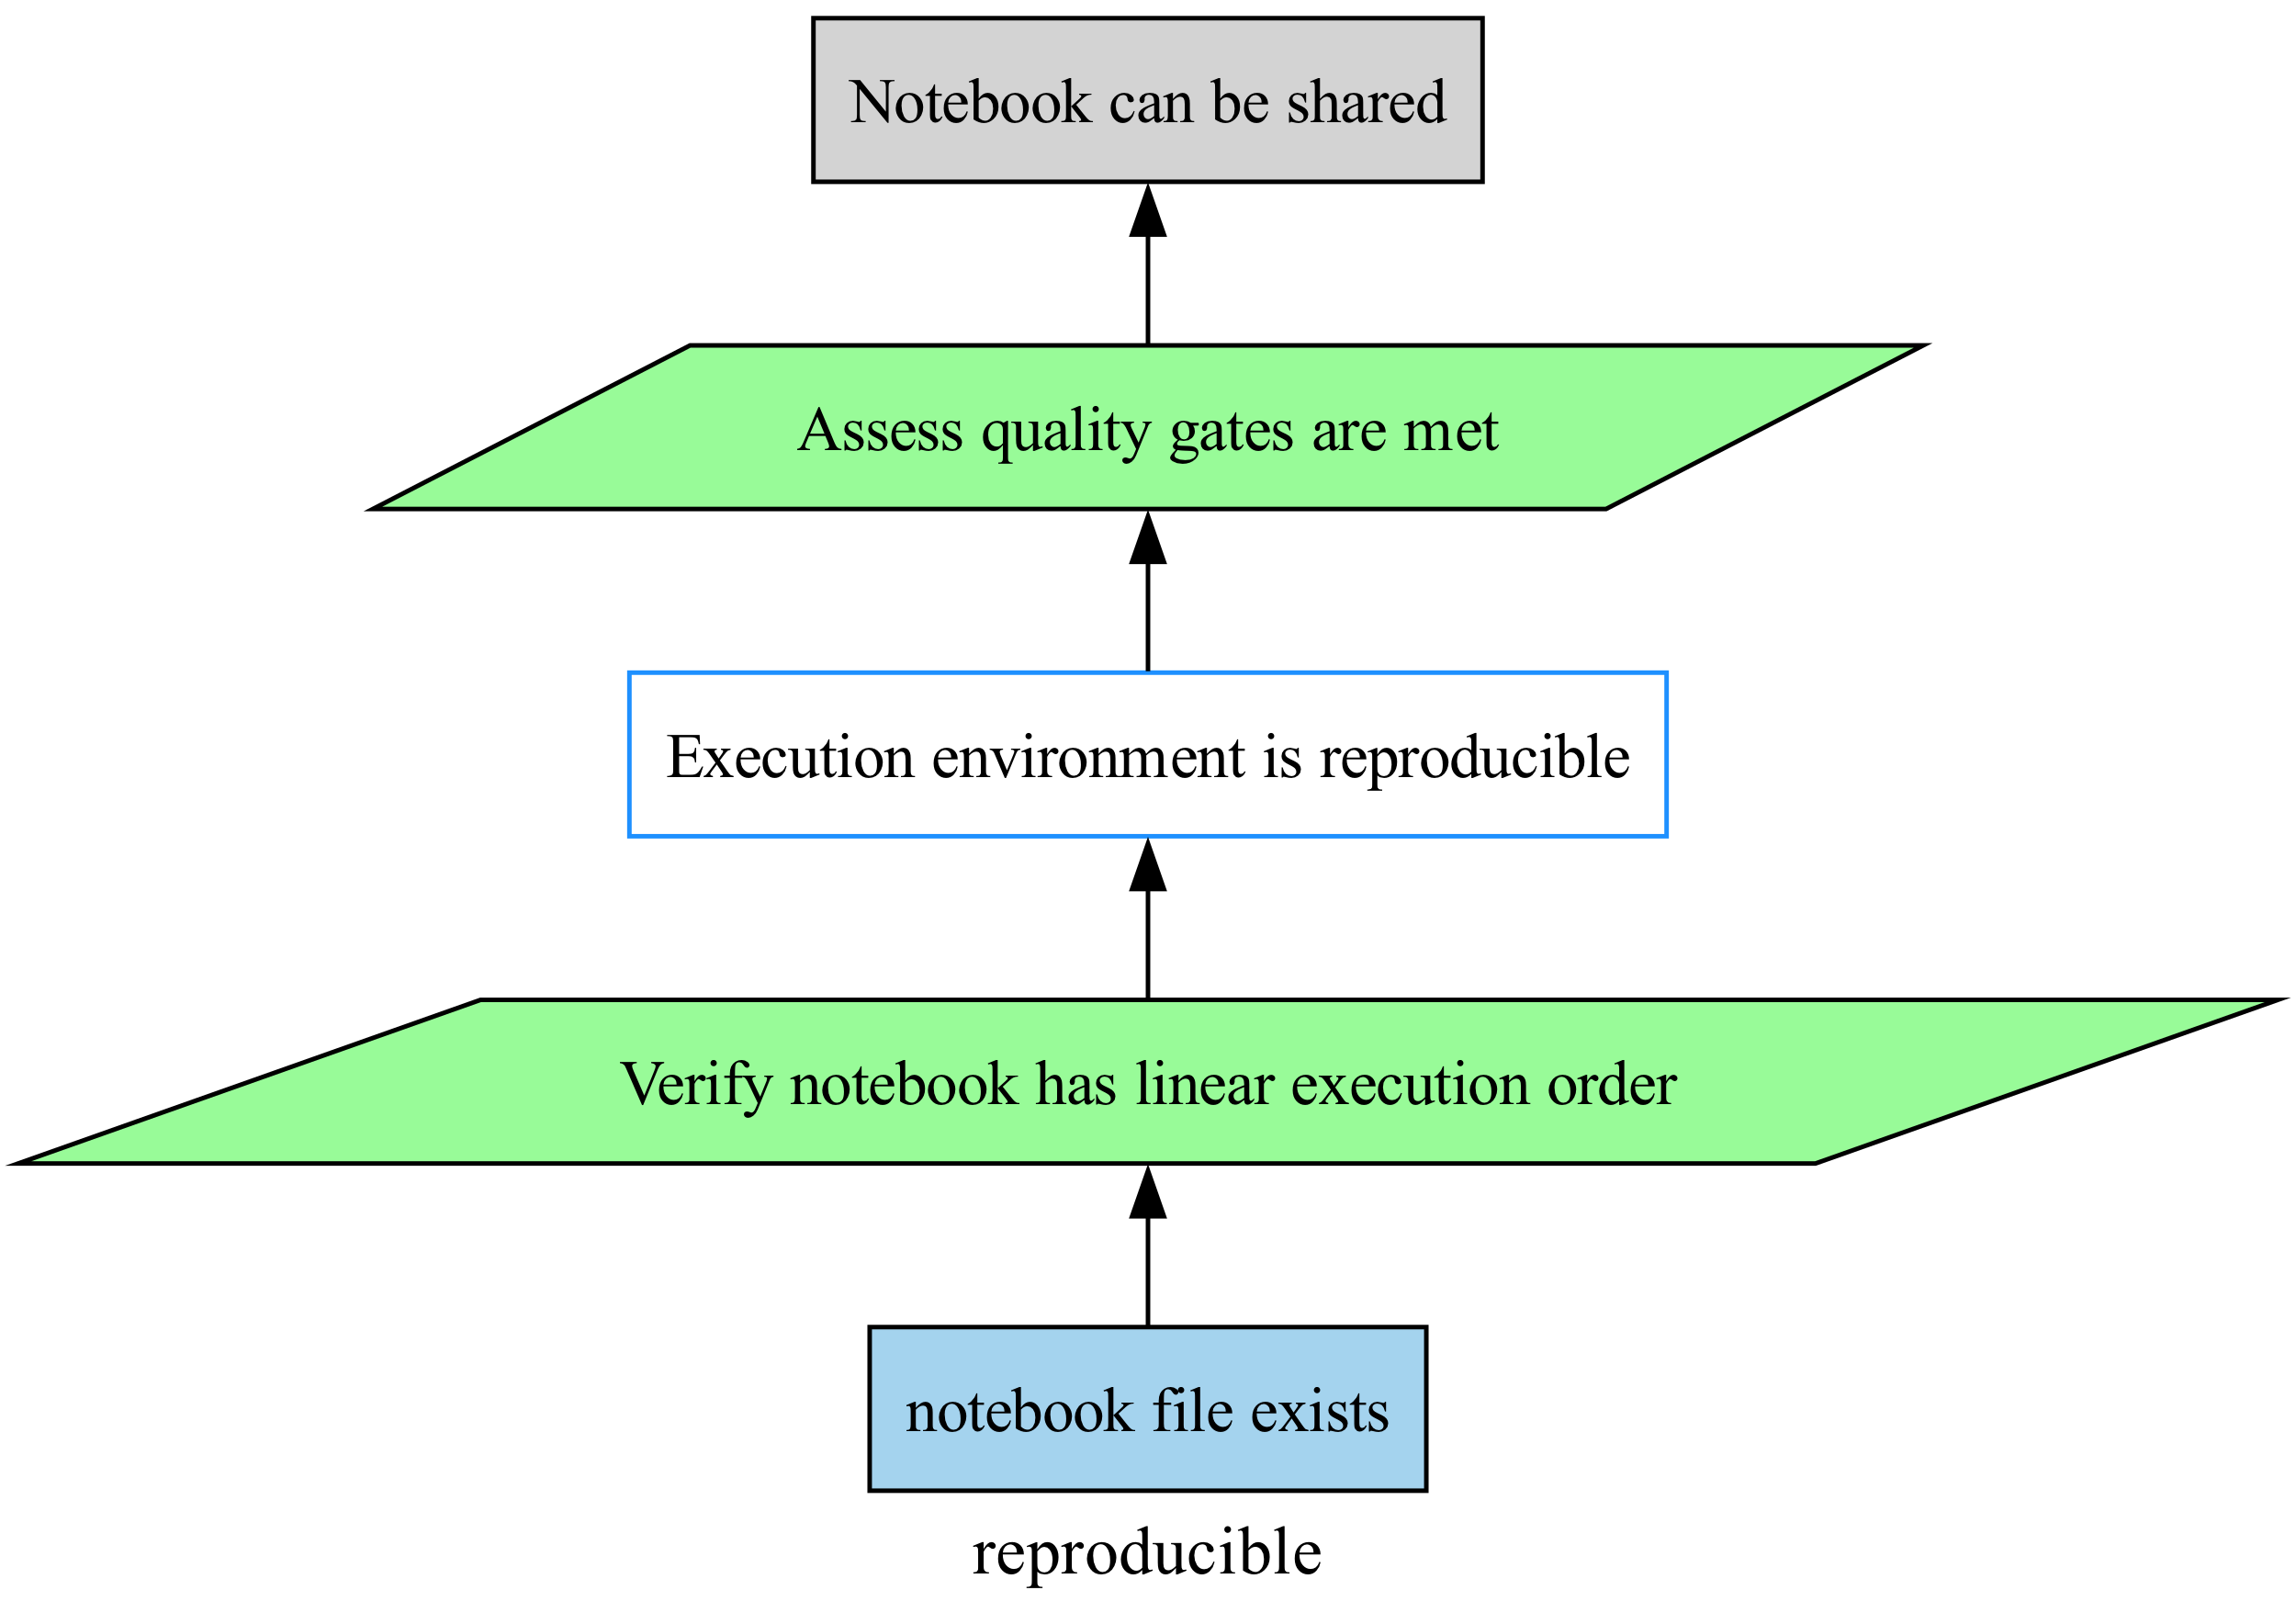 Notebook can be shared
Assess quality gates are met
Execution environment is reproducible
Verify notebook has linear execution order
notebook file exists
reproducible